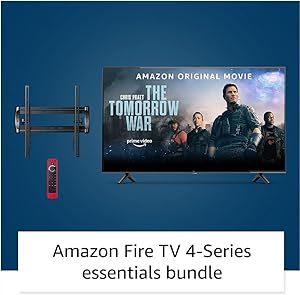 AMAZON ORIGINAL MOVIE
CHRIS PRATT
THE
TOMORROW
WAR
prime video
Amazon Fire TV 4-Series
essentials bundle